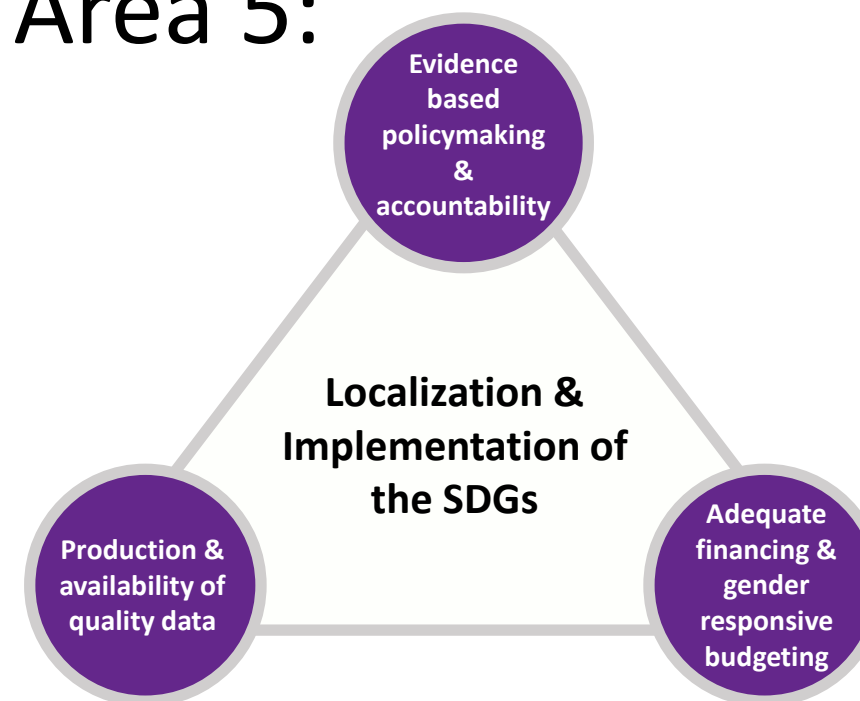 Area 5:
Evidence
based
policymaking
&
accountability
Localization &
Implementation of
the SDGs
Production &
availability of
quality data
Adequate
financing &
gender
responsive
budgeting